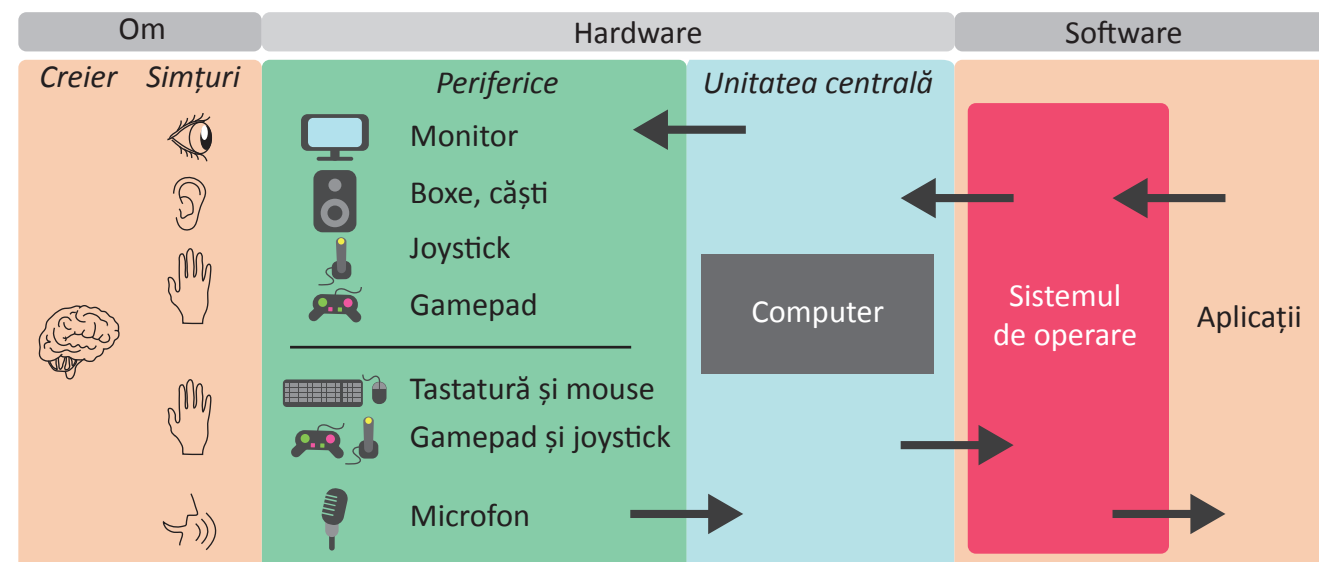 Om
Hardware
Software
Creier
Simțuri
Periferice
Unitatea centrală
Monitor
Boxe, căști
Joystick
Gamepad
Tastatură și mouse
Gamepad și joystick
Microfon
Computer
Sistemul
de operare
Aplicații